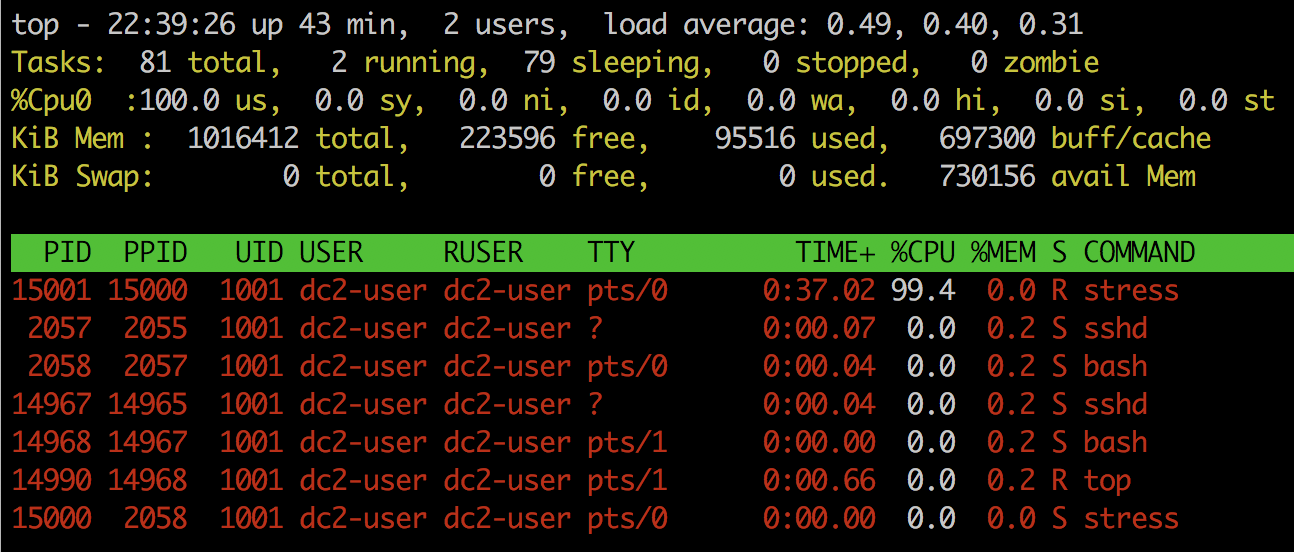 top - 22:39:26 up 43 min,  2 users,  load average: 0.49, 0.40, 0.31
Tasks:  81 total,   2 running,  79 sleeping,   0 stopped,   0 zombie
%Cpu0  :100.0 us,  0.0 sy,  0.0 ni,  0.0 id,  0.0 wa,  0.0 hi,  0.0 si,  0.0 st
KiB Mem :  1016412 total,   223596 free,    95516 used,   697300 buff/cache
KiB Swap:        0 total,        0 free,        0 used.   730156 avail Mem
  PID  PPID   UID USER     RUSER    TTY          TIME+ %CPU %MEM S COMMAND
15001 15000  1001 dc2-user dc2-user pts/0      0:37.02 99.4  0.0 R stress
 2057  2055  1001 dc2-user dc2-user ?          0:00.07  0.0  0.2 S sshd
 2058  2057  1001 dc2-user dc2-user pts/0      0:00.04  0.0  0.2 S bash
14967 14965  1001 dc2-user dc2-user ?          0:00.04  0.0  0.2 S sshd
14968 14967  1001 dc2-user dc2-user pts/1      0:00.00  0.0  0.2 S bash
14990 14968  1001 dc2-user dc2-user pts/1      0:00.66  0.0  0.2 R top
15000  2058  1001 dc2-user dc2-user pts/0      0:00.00  0.0  0.0 S stress